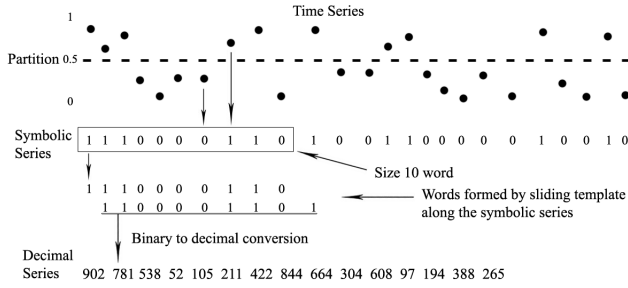 Time Series
1
Partition 0.5
0
Symbolic Series
1 1 1 0 0 0 0 1 1 0 1 0 0 1 1 0 0 0 0 0 1 0 0 1 0
Size 10 word
1 1 1 0 0 0 0 1 1 0
1 1 0 0 0 0 1 1 0 1
Words formed by sliding template
along the symbolic series
Binary to decimal conversion
Decimal
Series
902 781 538 52 105 211 422 844 664 304 608 97 194 388 265